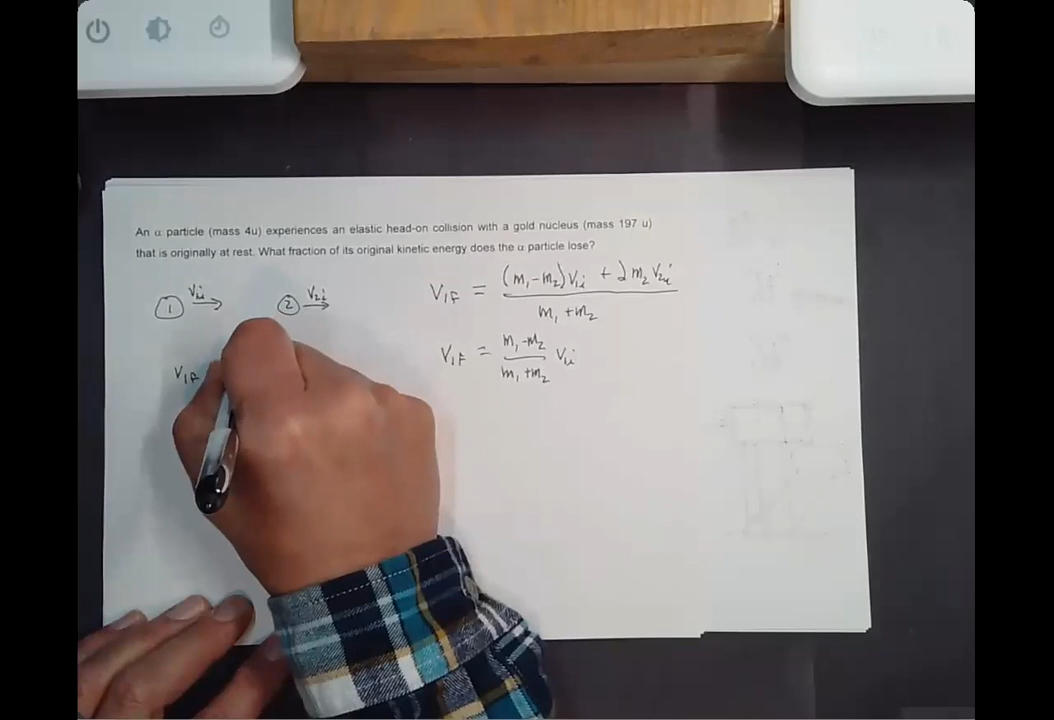 An α particle (mass 4u) experiences an elastic head-on collision with a gold nucleus (mass 197 u)
that is originally at rest. What fraction of its original kinetic energy does the α particle lose?
V1F = (m1-m2)V1i + 2m2V2i / m1+m2
① V1i → ② V2i →
V1F = m1-m2 / m1+m2 V1i
V1F